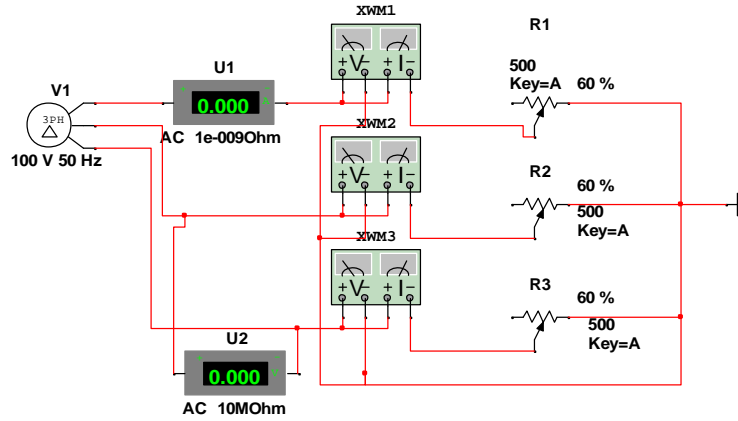 XWM1
R1
U1
500
Key=A
60 %
V1
0.000
A
3PH
+ V - + I -
AC 1e-009Ohm
100 V 50 Hz
XWM2
R2
60 %
+ V - + I -
500
Key=A
XWM3
R3
60 %
+ V - + I -
500
Key=A
U2
+ -
0.000
V
AC 10MOhm